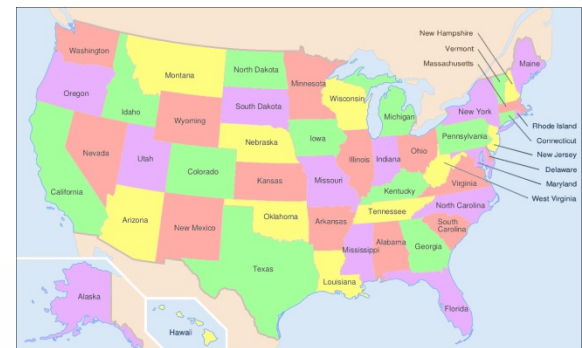 New Hampshire
Vermont
Massachusetts
Washington
Montana
North Dakota
Minnesota
Maine
Oregon
Idaho
Wyoming
South Dakota
Wisconsin
Michigan
New York
Rhode Island
Connecticut
New Jersey
Delaware
Maryland
West Virginia
Nevada
Utah
Colorado
Nebraska
Iowa
Illinois
Indiana
Ohio
Pennsylvania
California
Kansas
Missouri
Kentucky
Virginia
Arizona
New Mexico
Oklahoma
Arkansas
Tennessee
North Carolina
South
Carolina
Texas
Louisiana
Mississippi
Alabama
Georgia
Florida
Alaska
Hawaii